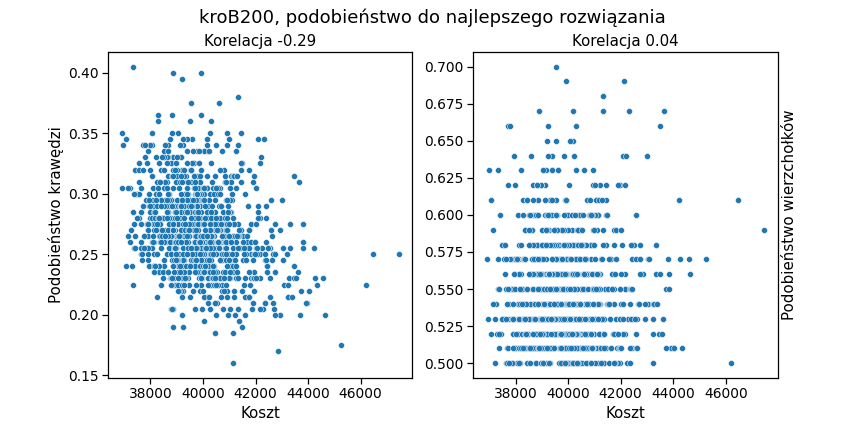 kroB200, podobieństwo do najlepszego rozwiązania
Korelacja -0.29
Podobieństwo krawędzi
0.40
0.35
0.30
0.25
0.20
0.15
38000 40000 42000 44000 46000
Koszt
Korelacja 0.04
0.700
0.675
0.650
0.625
0.600
0.575
0.550
0.525
0.500
38000 40000 42000 44000 46000
Koszt
Podobieństwo wierzchołków